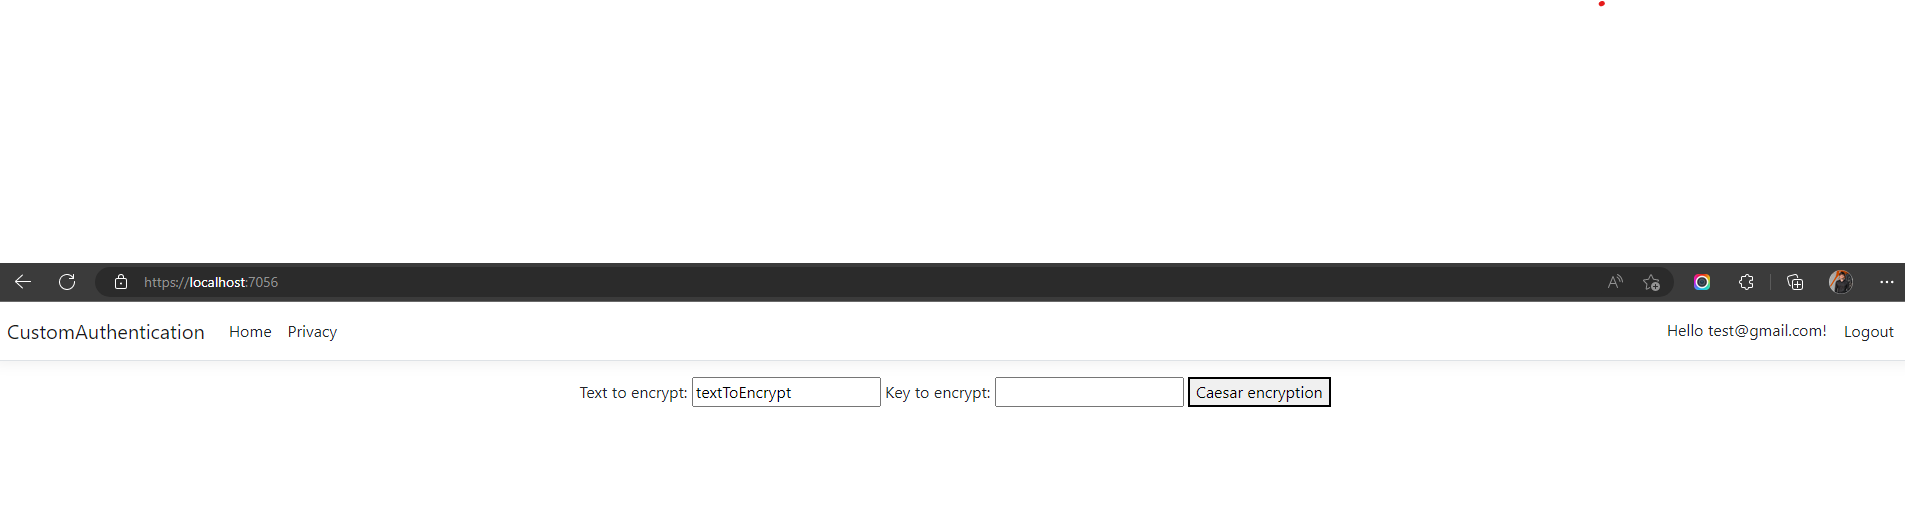 https://localhost:7056
CustomAuthentication Home Privacy Hello test@gmail.com! Logout
Text to encrypt: textToEncrypt Key to encrypt: Caesar encryption